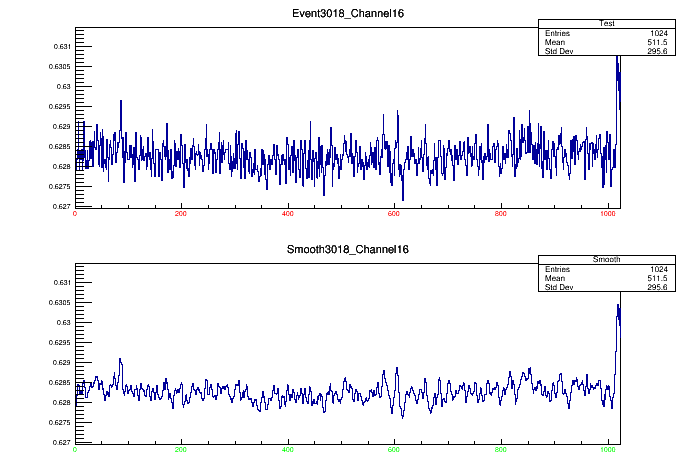 Event3018_Channel16
Test
Entries 1024
Mean 511.5
Std Dev 295.6
0.631
0.6305
0.63
0.6295
0.629
0.6285
0.628
0.6275
0.627
0 200 400 600 800 1000
Smooth3018_Channel16
Smooth
Entries 1024
Mean 511.5
Std Dev 295.6
0.631
0.6305
0.63
0.6295
0.629
0.6285
0.628
0.6275
0.627
0 200 400 600 800 1000